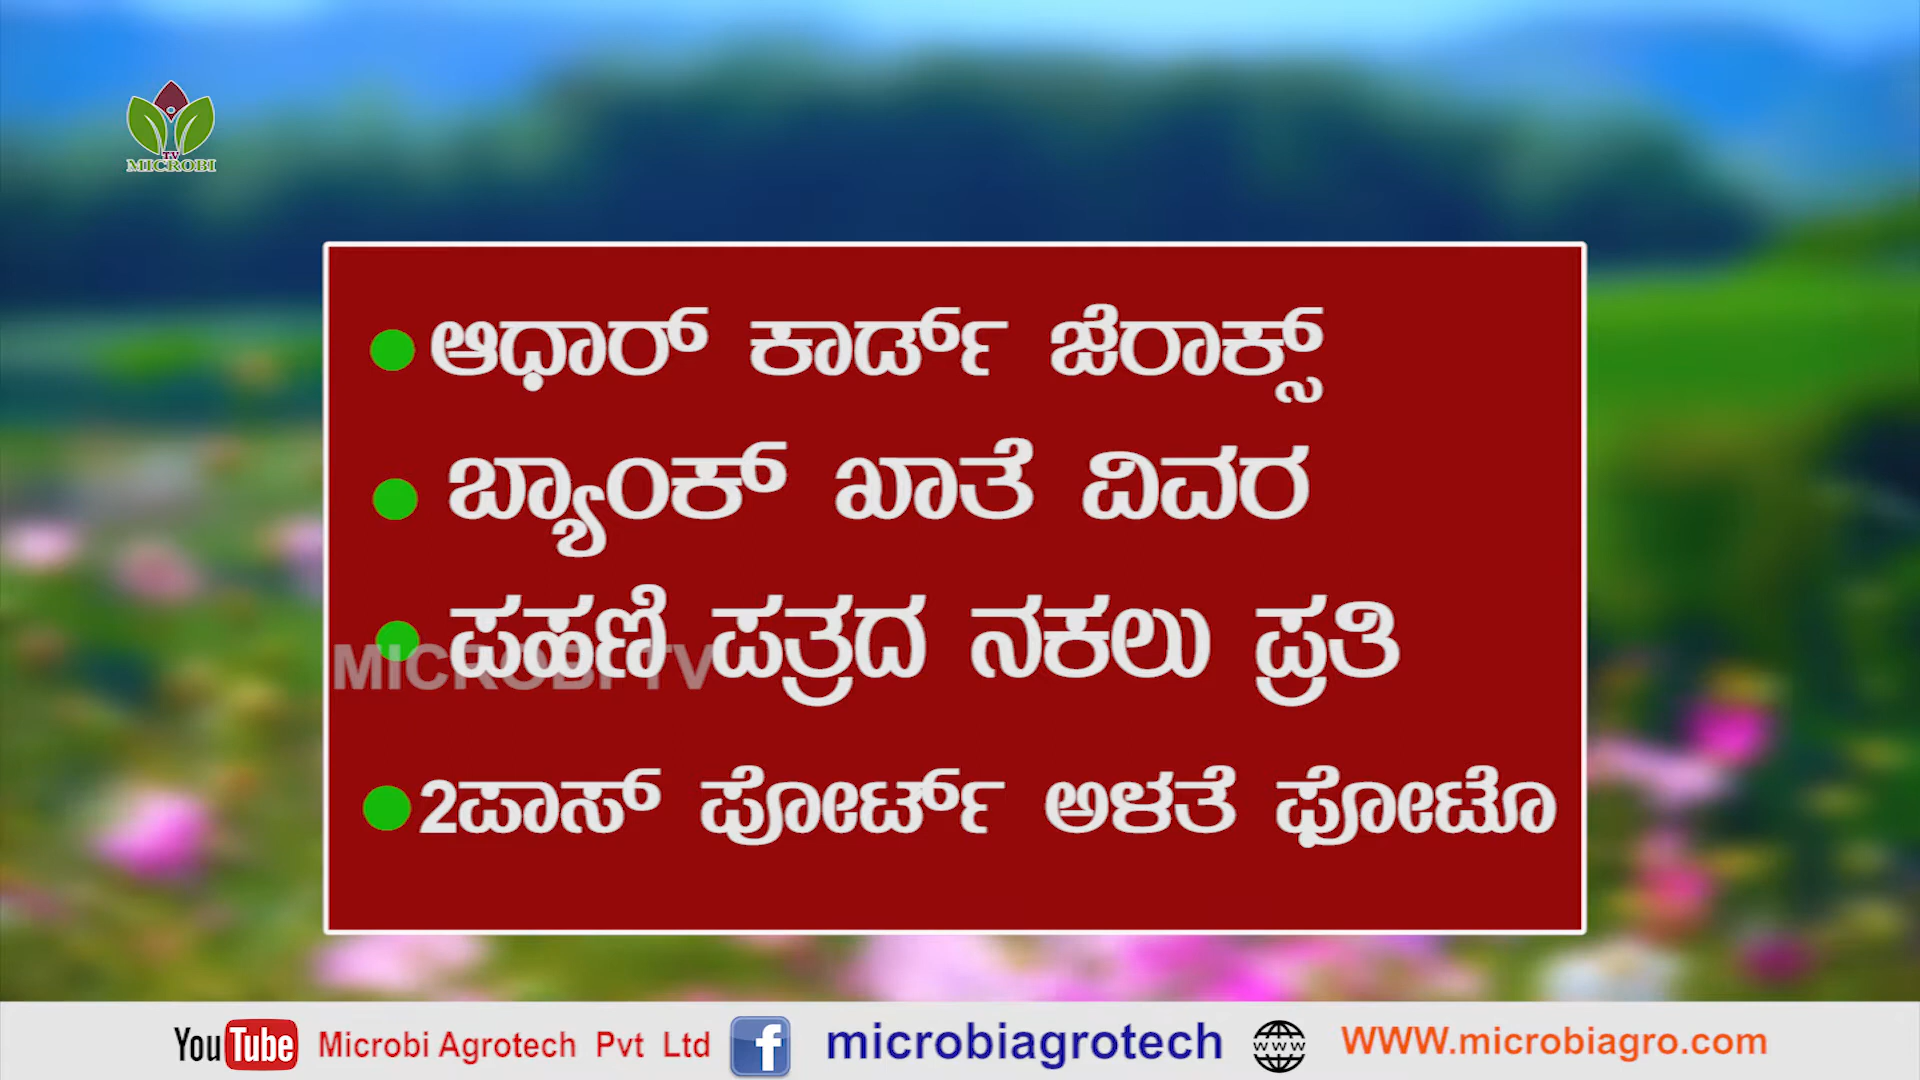 TV
MICROBI
ಆಧಾರ್ ಕಾರ್ಡ್ ಜೆರಾಕ್ಸ್
ಬ್ಯಾಂಕ್ ಖಾತೆ ವಿವರ
ಪಹಣಿ ಪತ್ರದ ನಕಲು ಪ್ರತಿ
MICROBI TV
2ಪಾಸ್ ಪೋರ್ಟ್ ಅಳತೆ ಫೋಟೊ
YouTube Microbi Agrotech Pvt Ltd f microbiagrotech WWW WWW.microbiagro.com